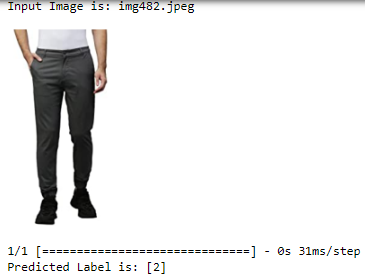 Input Image is: img482.jpeg
1/1 [==============================] - 0s 31ms/step
Predicted Label is: [2]